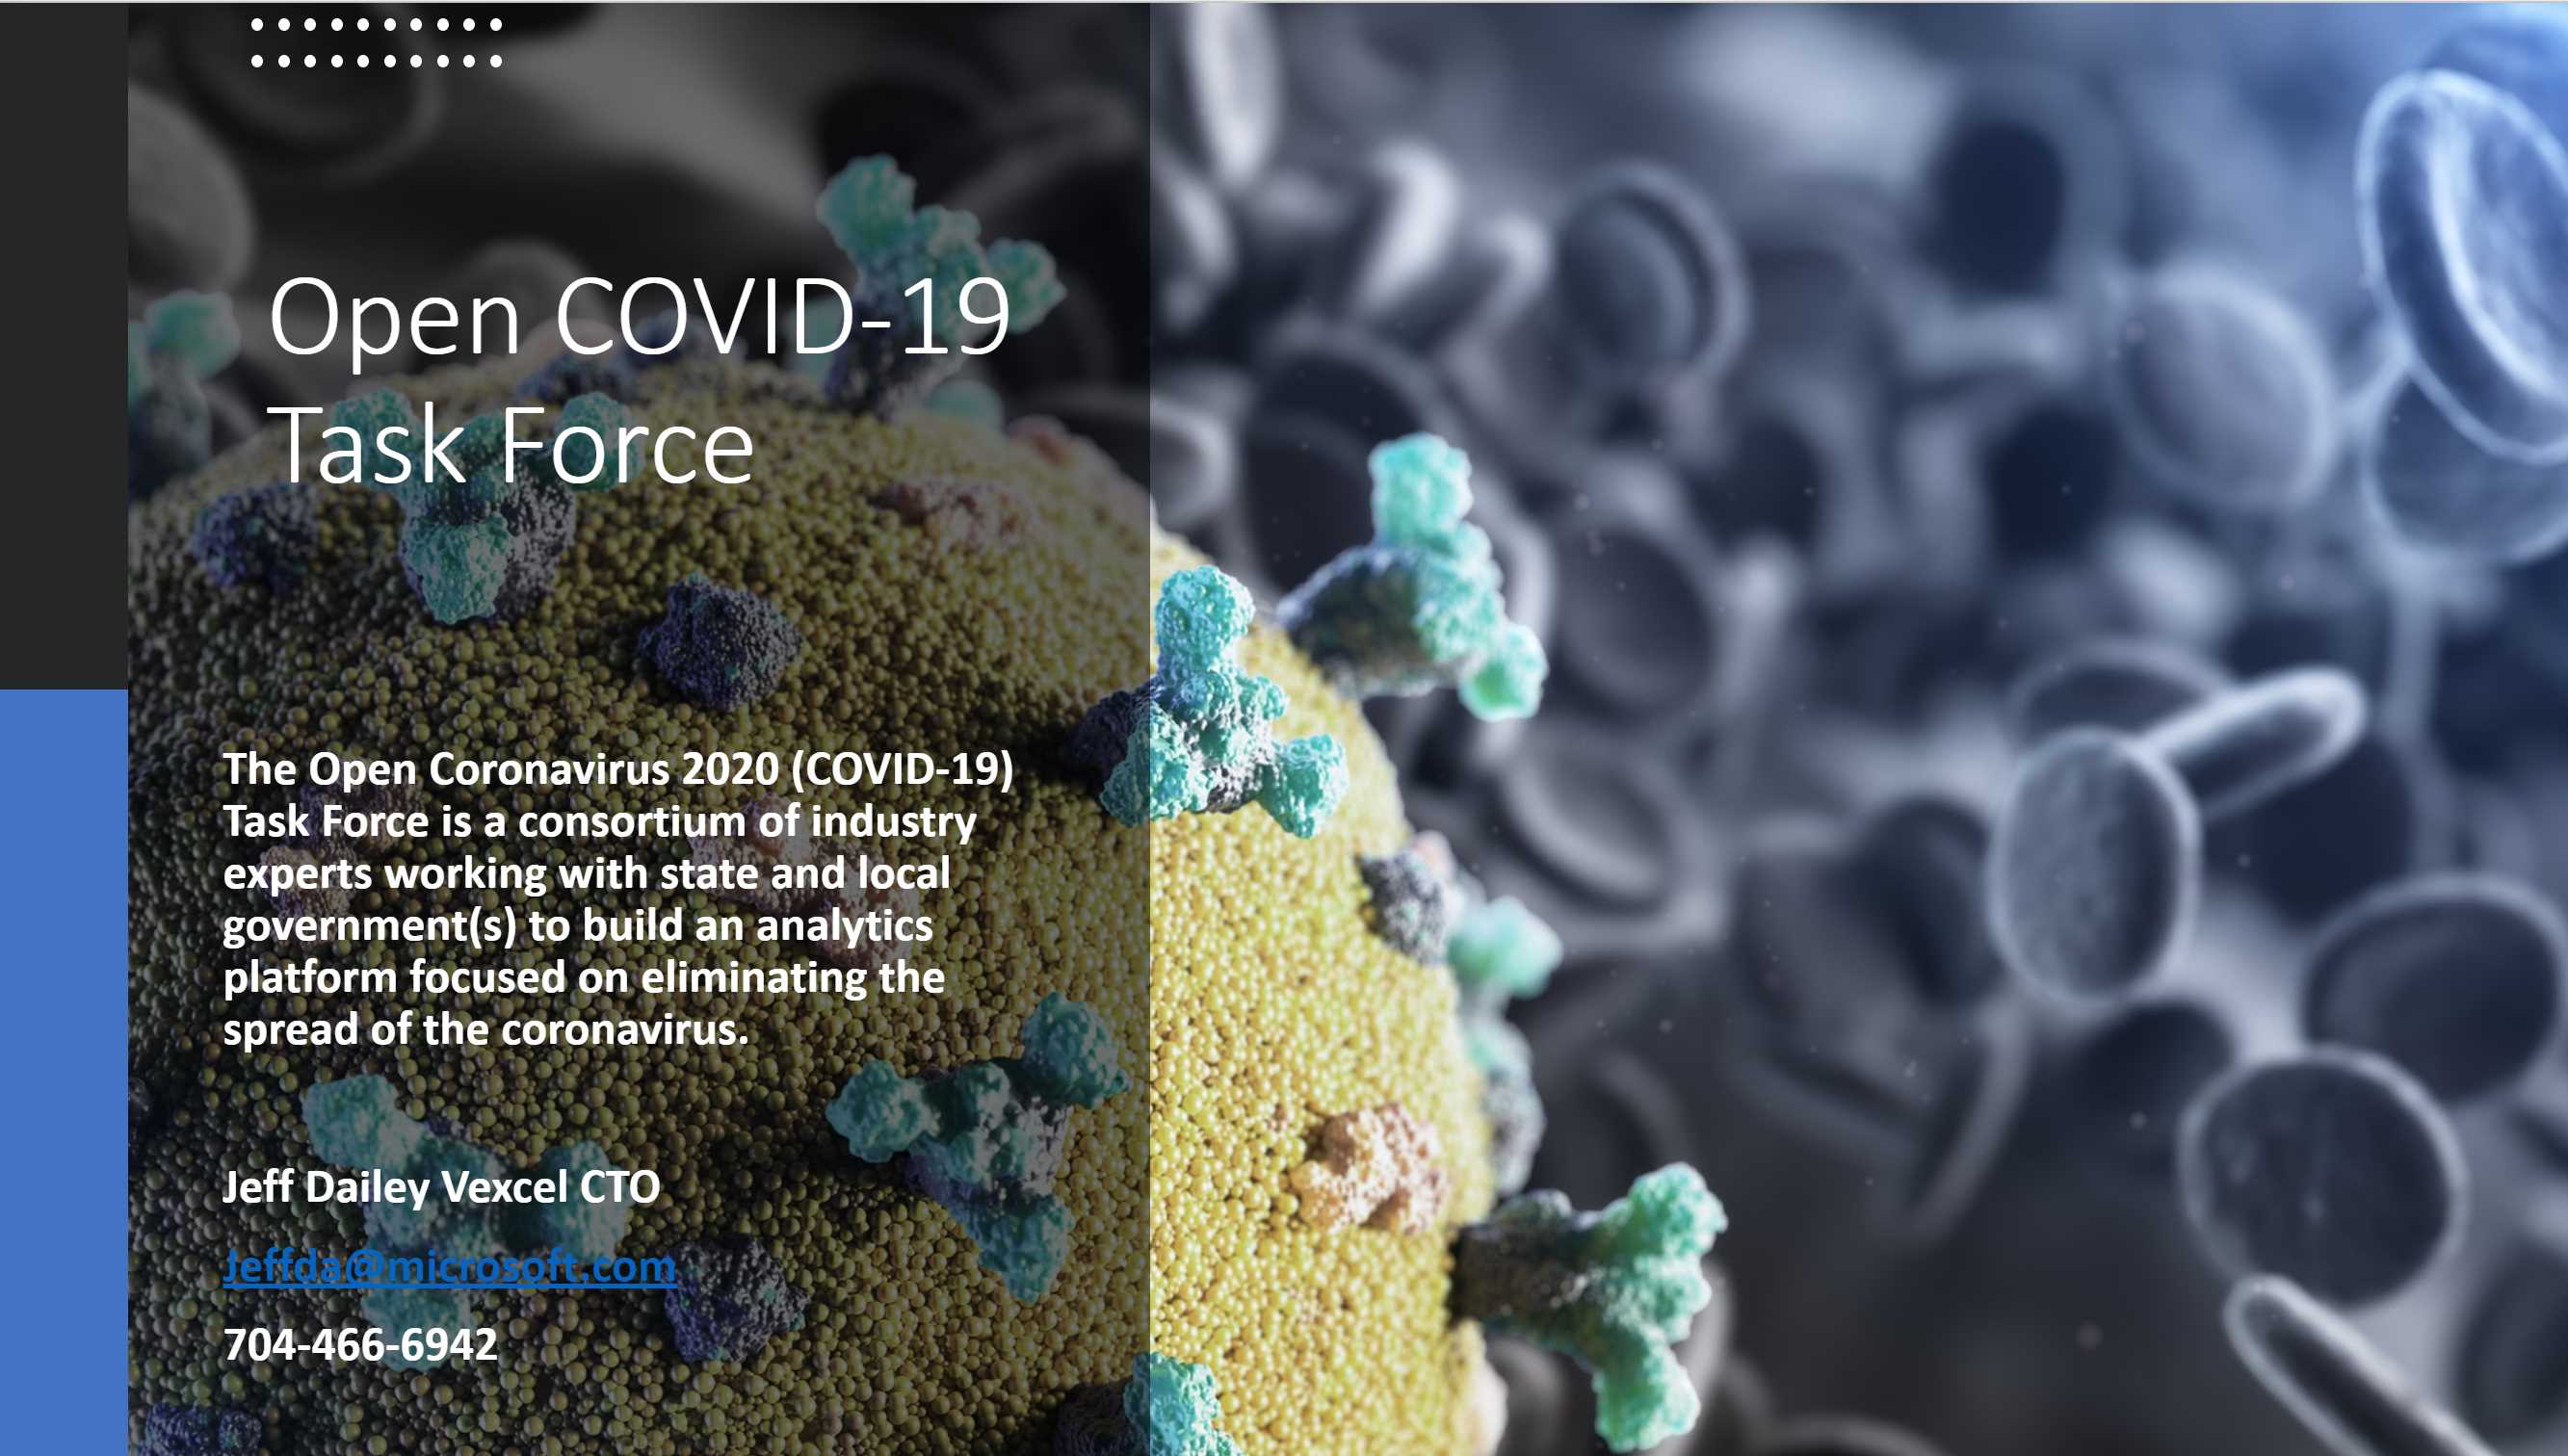 Open COVID-19
Task Force
The Open Coronavirus 2020 (COVID-19)
Task Force is a consortium of industry
experts working with state and local
government(s) to build an analytics
platform focused on eliminating the
spread of the coronavirus.
Jeff Dailey Vexcel CTO
Jeffda@microsoft.com
704-466-6942